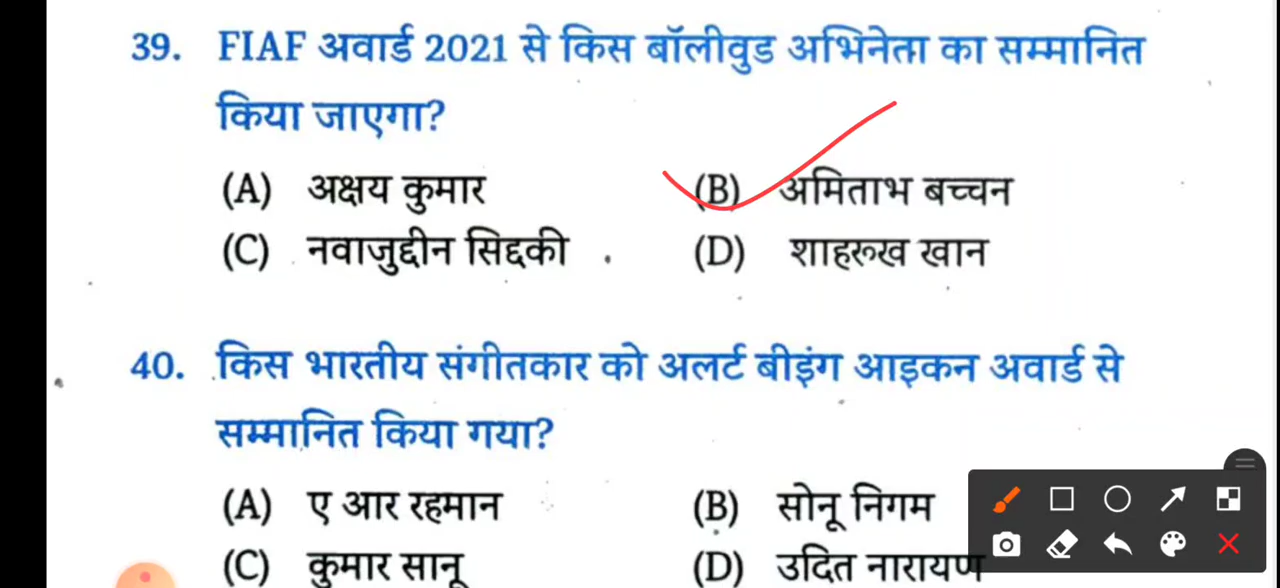 39. FIAF अवार्ड 2021 से किस बॉलीवुड अभिनेता का सम्मानित
किया जाएगा?
(A) अक्षय कुमार (B) अमिताभ बच्चन
(C) नवाजुद्दीन सिद्दकी (D) शाहरूख खान
40. किस भारतीय संगीतकार को अलर्ट बीइंग आइकन अवार्ड से
सम्मानित किया गया?
(A) ए आर रहमान (B) सोनू निगम
(C) कुमार सानू (D) उदित नारायण